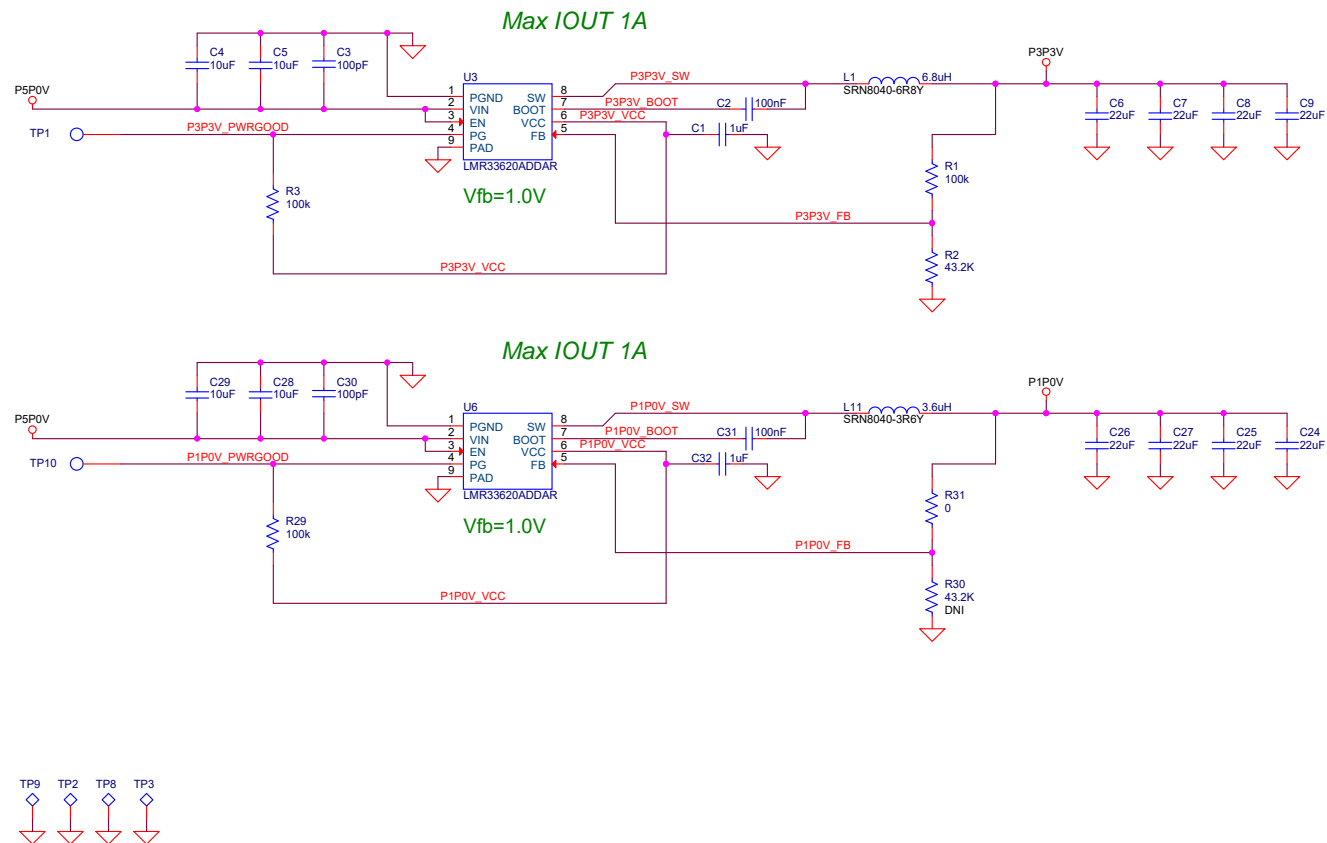 Max IOUT 1A
P5P0V
C4
10uF
C5
10uF
C3
100pF
TP1
P3P3V_PWRGOOD
R3
100k
U3
1
PGND
2
VIN
3
EN
4
PG
9
PAD
SW
8
BOOT
7
VCC
6
FB
5
LMR33620ADDAR
Vfb=1.0V
P3P3V_SW
P3P3V_BOOT
P3P3V_VCC
C2
100nF
C1
1uF
L1
6.8uH
SRN8040-6R8Y
P3P3V
C6
22uF
C7
22uF
C8
22uF
C9
22uF
R1
100k
P3P3V_FB
R2
43.2K
P3P3V_VCC
Max IOUT 1A
P5P0V
C29
10uF
C28
10uF
C30
100pF
TP10
P1P0V_PWRGOOD
R29
100k
U6
1
PGND
2
VIN
3
EN
4
PG
9
PAD
SW
8
BOOT
7
VCC
6
FB
5
LMR33620ADDAR
Vfb=1.0V
P1P0V_SW
P1P0V_BOOT
P1P0V_VCC
C31
100nF
C32
1uF
L11
3.6uH
SRN8040-3R6Y
P1P0V
C26
22uF
C27
22uF
C25
22uF
C24
22uF
R31
0
P1P0V_FB
R30
43.2K
DNI
P1P0V_VCC
TP9
TP2
TP8
TP3